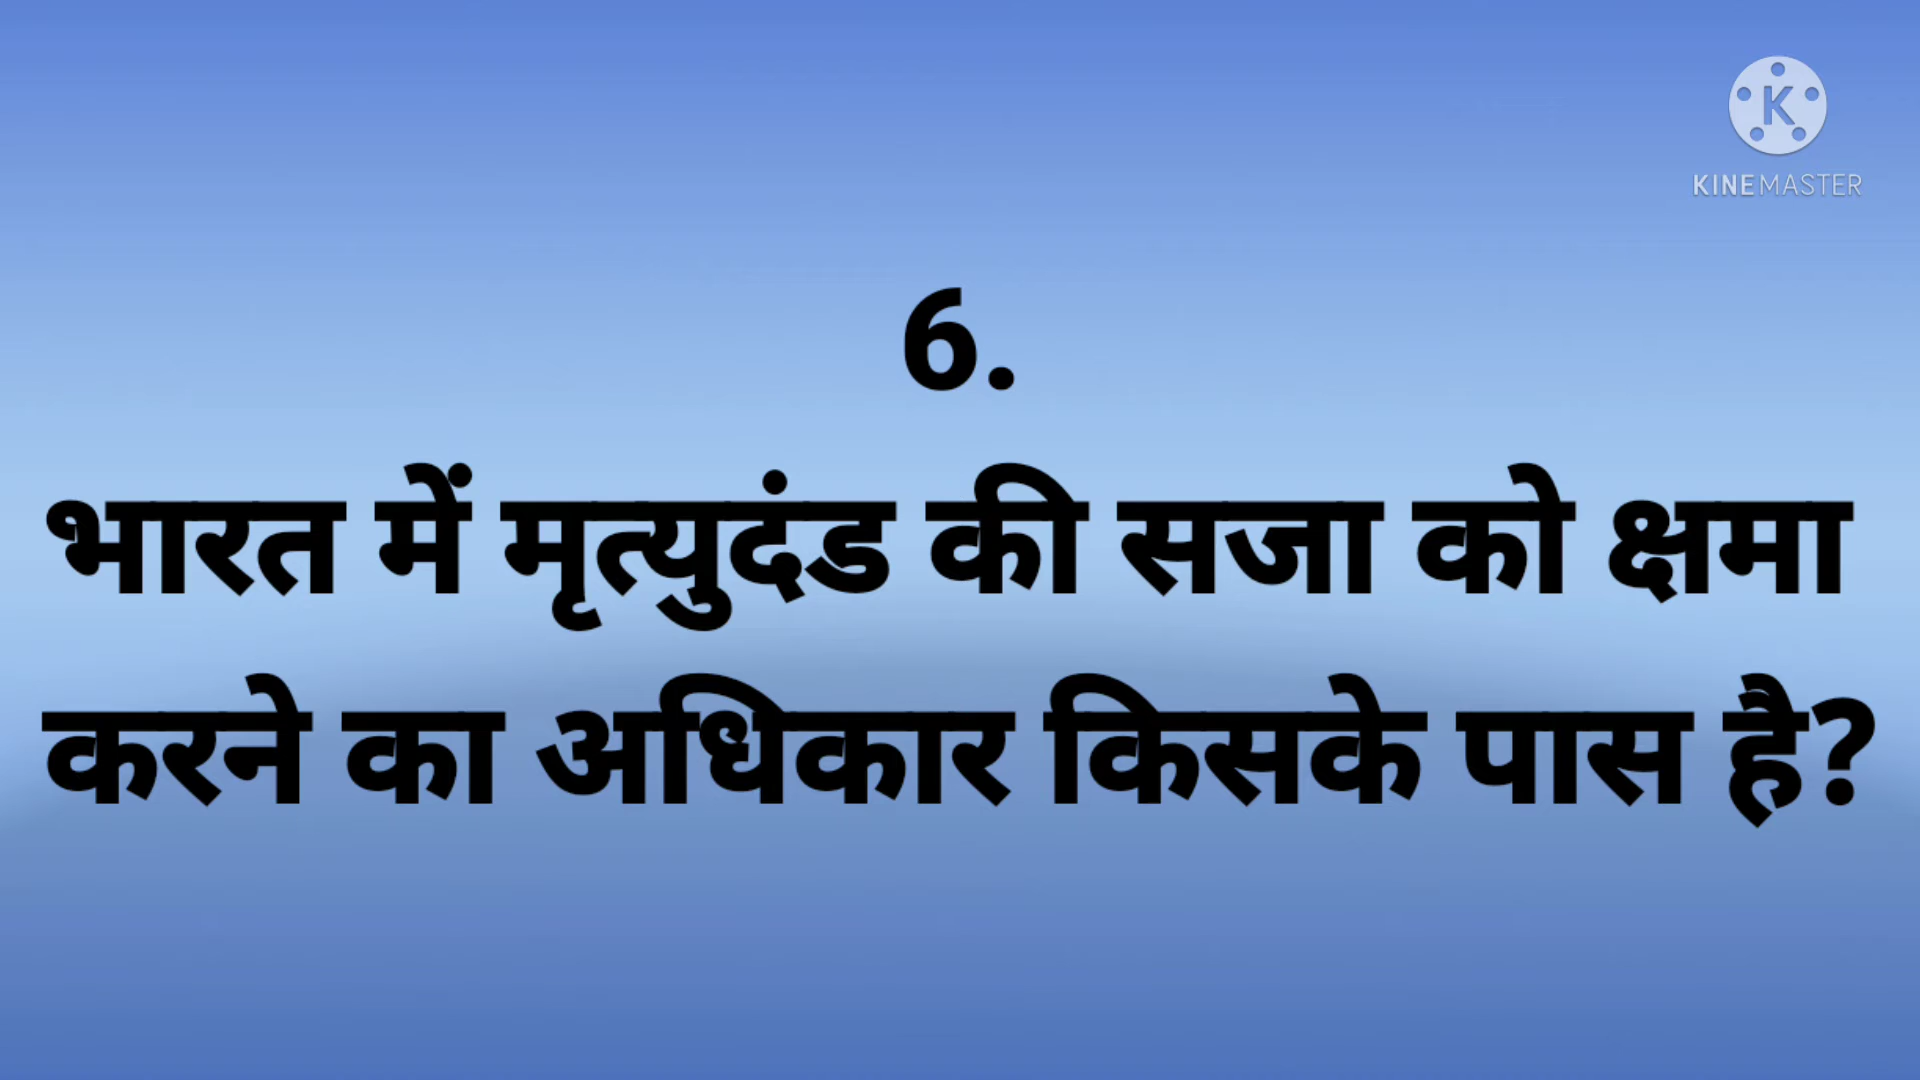 KINEMASTER
6.
भारत में मृत्युदंड की सजा को क्षमा
करने का अधिकार किसके पास है?